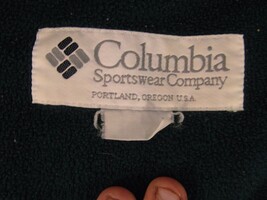 Columbia
Sportswear Company
PORTLAND, OREGON U.S.A.